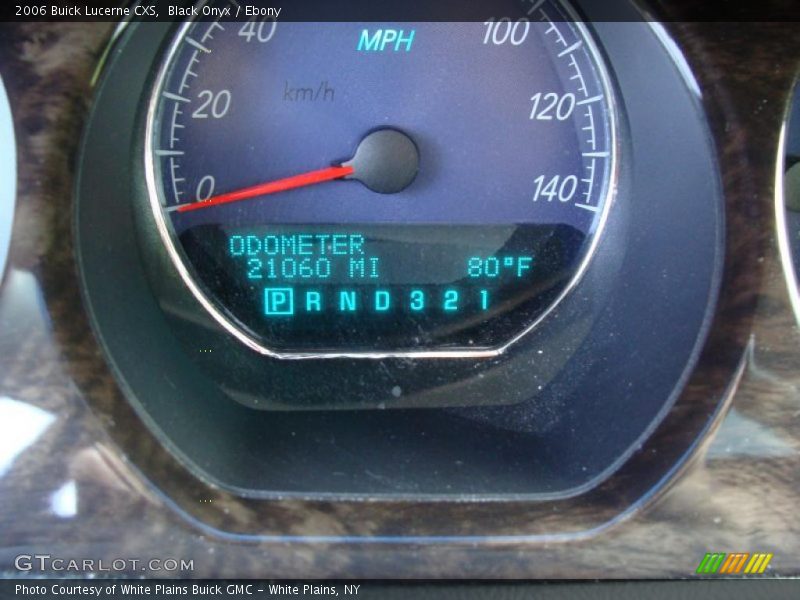 2006 Buick Lucerne CXS, Black Onyx / Ebony
40 MPH 100
km/h
20 120
0 140
ODOMETER
21060 MI 80°F
P R N D 3 2 1
GTCARLOT.COM
Photo Courtesy of White Plains Buick GMC - White Plains, NY